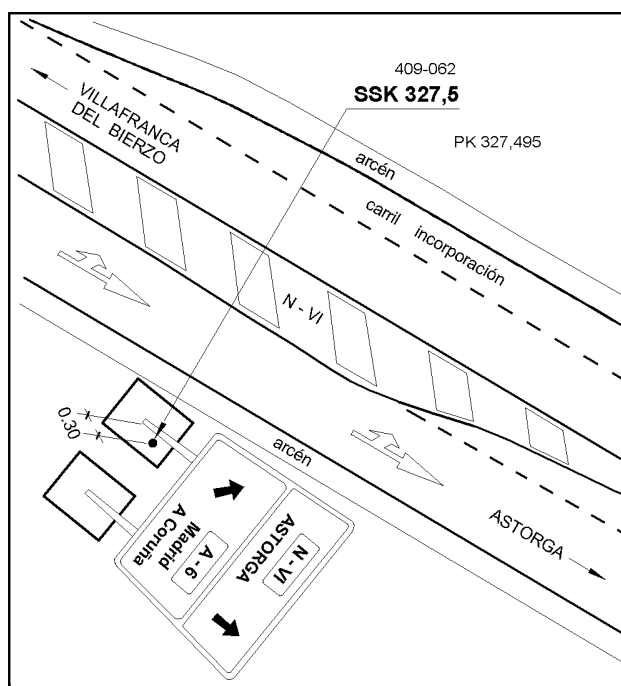 409-062
SSK 327,5
PK 327,495
VILLAFRANCA
DEL BIERZO
arcén
carril incorporación
N - VI
0.30
arcén
ASTORGA
A - 6
Madrid
A Coruña
N - VI
ASTORGA